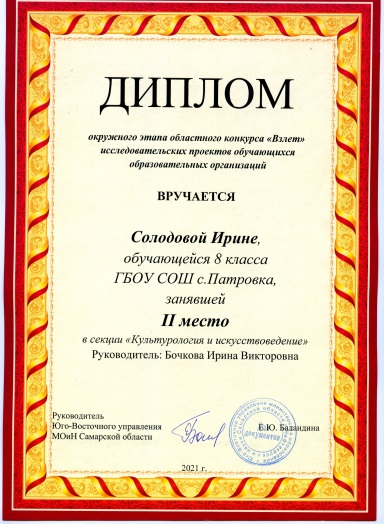 ДИПЛОМ
окружного этапа областного конкурса «Взлет»
исследовательских проектов обучающихся
образовательных организаций
ВРУЧАЕТСЯ
Солодовой Ирине,
обучающейся 8 класса
ГБОУ СОШ с.Патровка,
занявшей
II место
в секции «Культурология и искусствоведение»
Руководитель: Бочкова Ирина Викторовна
Руководитель
Юго-Восточного управления
МОиН Самарской области
Е.Ю. Баландина
документов
2021 г.